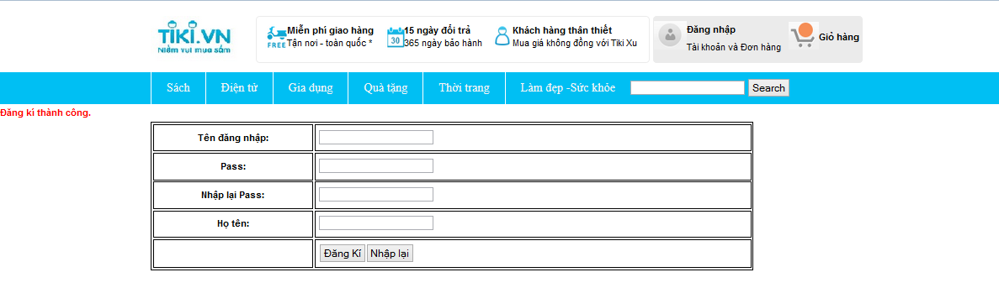 TIKI.VN
Niềm vui mua sắm
FREE
Miễn phí giao hàng
Tận nơi - toàn quốc *
30
15 ngày đổi trả
365 ngày bảo hành
Khách hàng thân thiết
Mua giá không đồng với Tiki Xu
Đăng nhập
Tài khoản và Đơn hàng
Giỏ hàng
Sách
Điện tử
Gia dụng
Quà tặng
Thời trang
Làm đẹp -Sức khỏe
Search
Đăng kí thành công.
Tên đăng nhập:
Pass:
Nhập lại Pass:
Họ tên:
Đăng Kí
Nhập lại